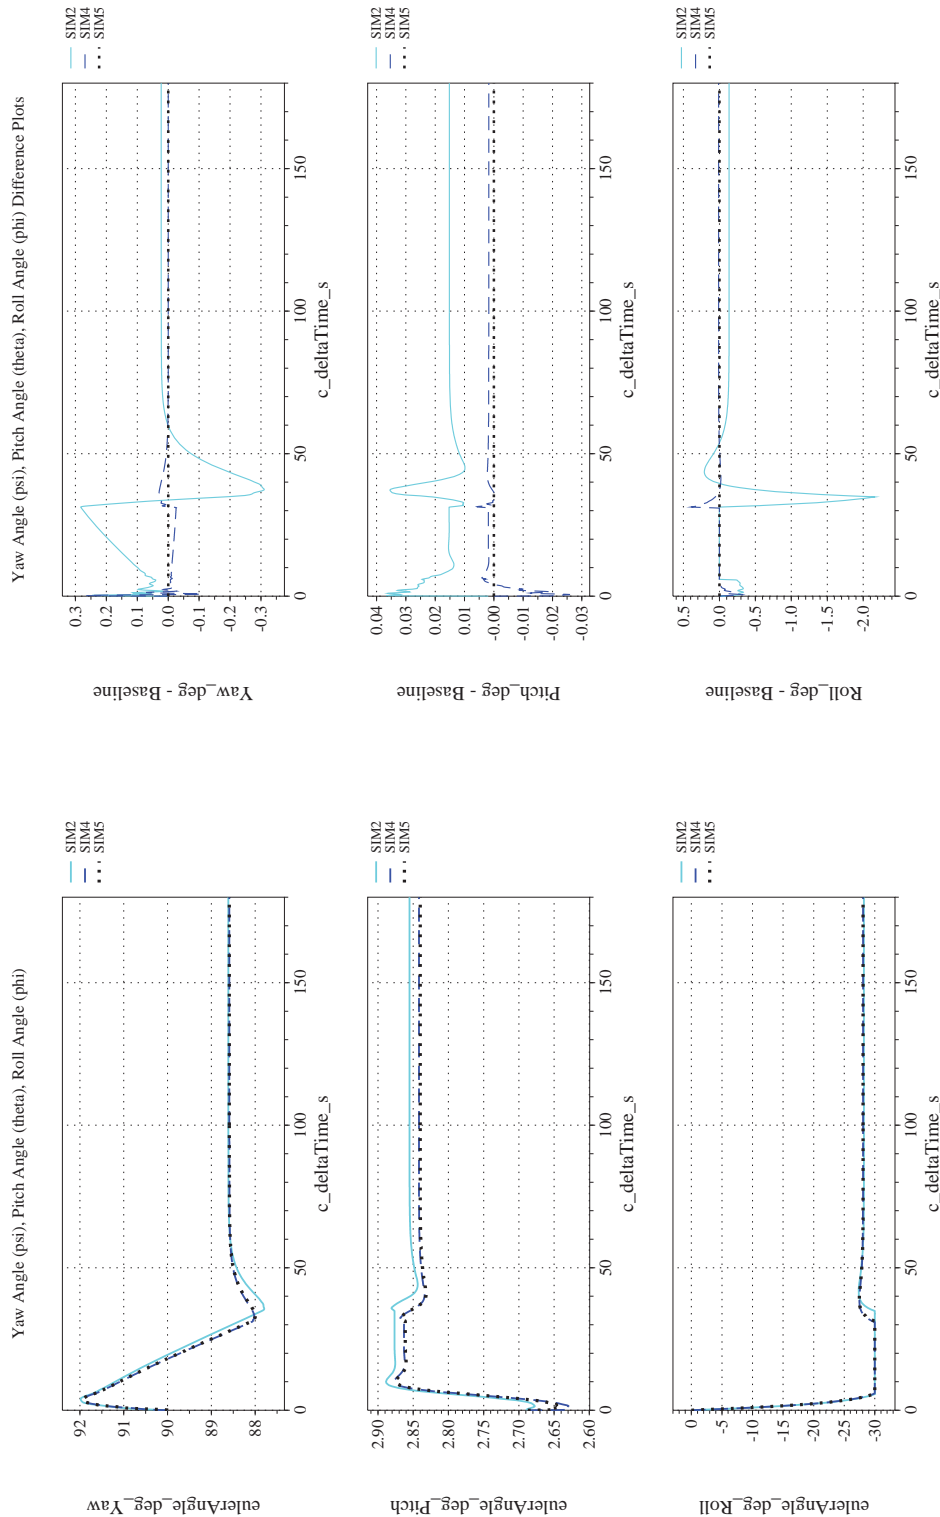 Yaw Angle (psi), Pitch Angle (theta), Roll Angle (phi)
eulerAngle_deg_Yaw
92
91
90
89
88
0
50
100
150
c_deltaTime_s
SIM2
SIM4
SIM5
eulerAngle_deg_Pitch
2.90
2.85
2.80
2.75
2.70
2.65
2.60
0
50
100
150
c_deltaTime_s
SIM2
SIM4
SIM5
eulerAngle_deg_Roll
0
-5
-10
-15
-20
-25
-30
0
50
100
150
c_deltaTime_s
SIM2
SIM4
SIM5
Yaw Angle (psi), Pitch Angle (theta), Roll Angle (phi) Difference Plots
Yaw_deg - Baseline
0.3
0.2
0.1
0.0
-0.1
-0.2
-0.3
0
50
100
150
c_deltaTime_s
SIM2
SIM4
SIM5
Pitch_deg - Baseline
0.04
0.03
0.02
0.01
-0.00
-0.01
-0.02
-0.03
0
50
100
150
c_deltaTime_s
SIM2
SIM4
SIM5
Roll_deg - Baseline
0.5
0.0
-0.5
-1.0
-1.5
-2.0
0
50
100
150
c_deltaTime_s
SIM2
SIM4
SIM5